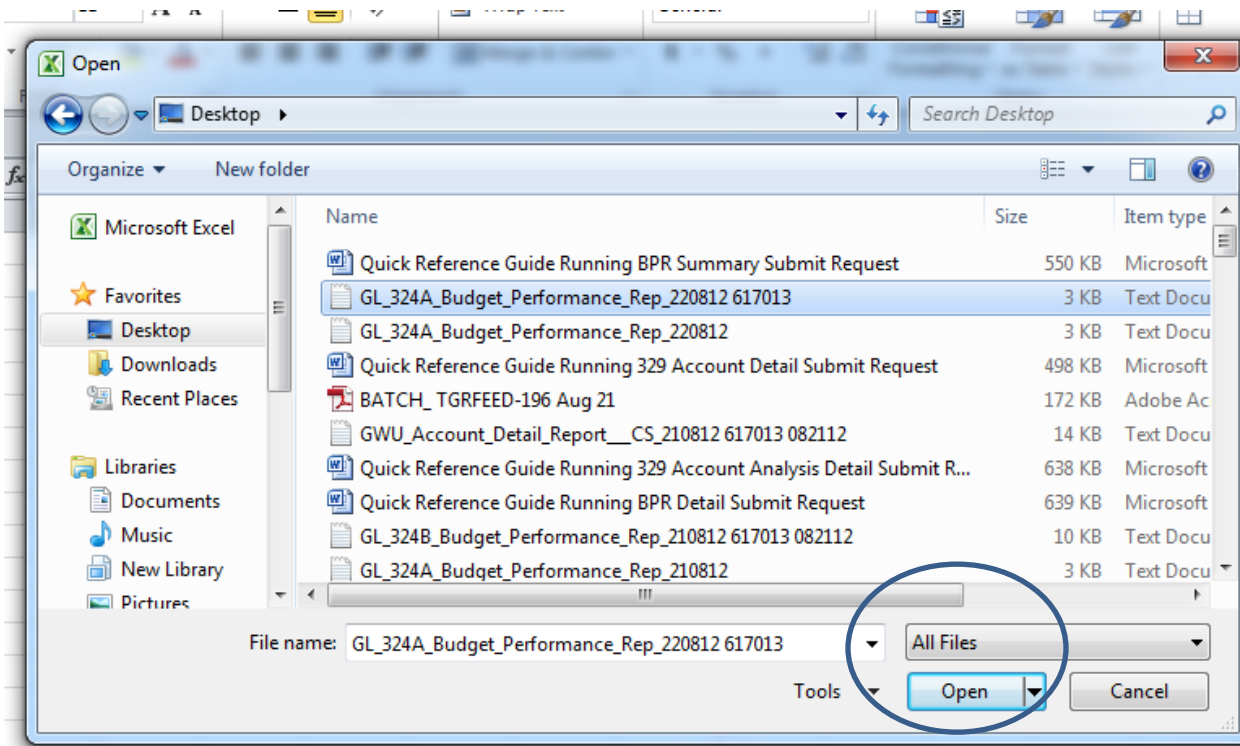 Open
Desktop
Search Desktop
Organize
New folder
Microsoft Excel
Favorites
Desktop
Downloads
Recent Places
Libraries
Documents
Music
New Library
Pictures
Name Size Item type
Quick Reference Guide Running BPR Summary Submit Request 550 KB Microsoft
GL_324A_Budget_Performance_Rep_220812 617013 3 KB Text Docu
GL_324A_Budget_Performance_Rep_220812 3 KB Text Docu
Quick Reference Guide Running 329 Account Detail Submit Request 498 KB Microsoft
BATCH_ TGRFEED-196 Aug 21 172 KB Adobe Ac
GWU_Account_Detail_Report__CS_210812 617013 082112 14 KB Text Docu
Quick Reference Guide Running 329 Account Analysis Detail Submit R... 638 KB Microsoft
Quick Reference Guide Running BPR Detail Submit Request 639 KB Microsoft
GL_324B_Budget_Performance_Rep_210812 617013 082112 10 KB Text Docu
GL_324A_Budget_Performance_Rep_210812 3 KB Text Docu
File name: GL_324A_Budget_Performance_Rep_220812 617013 All Files
Tools Open Cancel